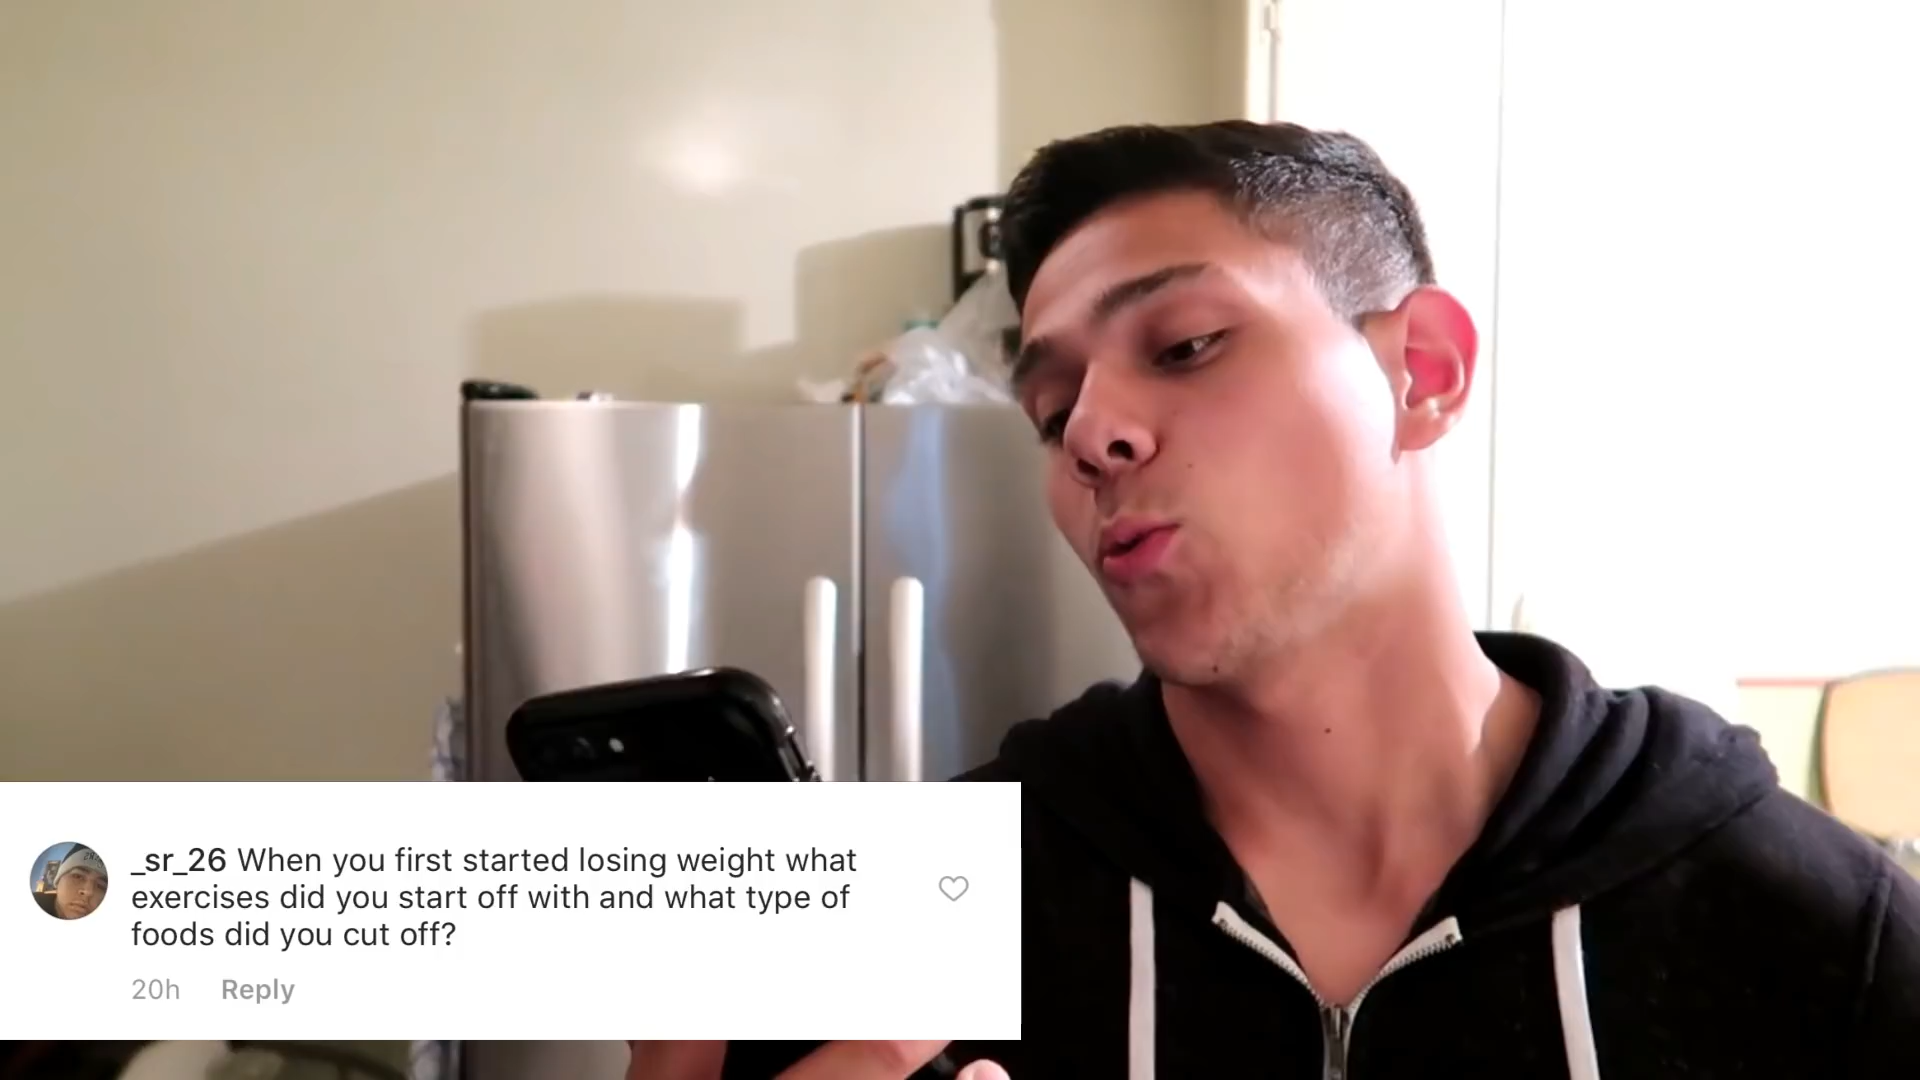 _sr_26 When you first started losing weight what
exercises did you start off with and what type of
foods did you cut off?
20h Reply